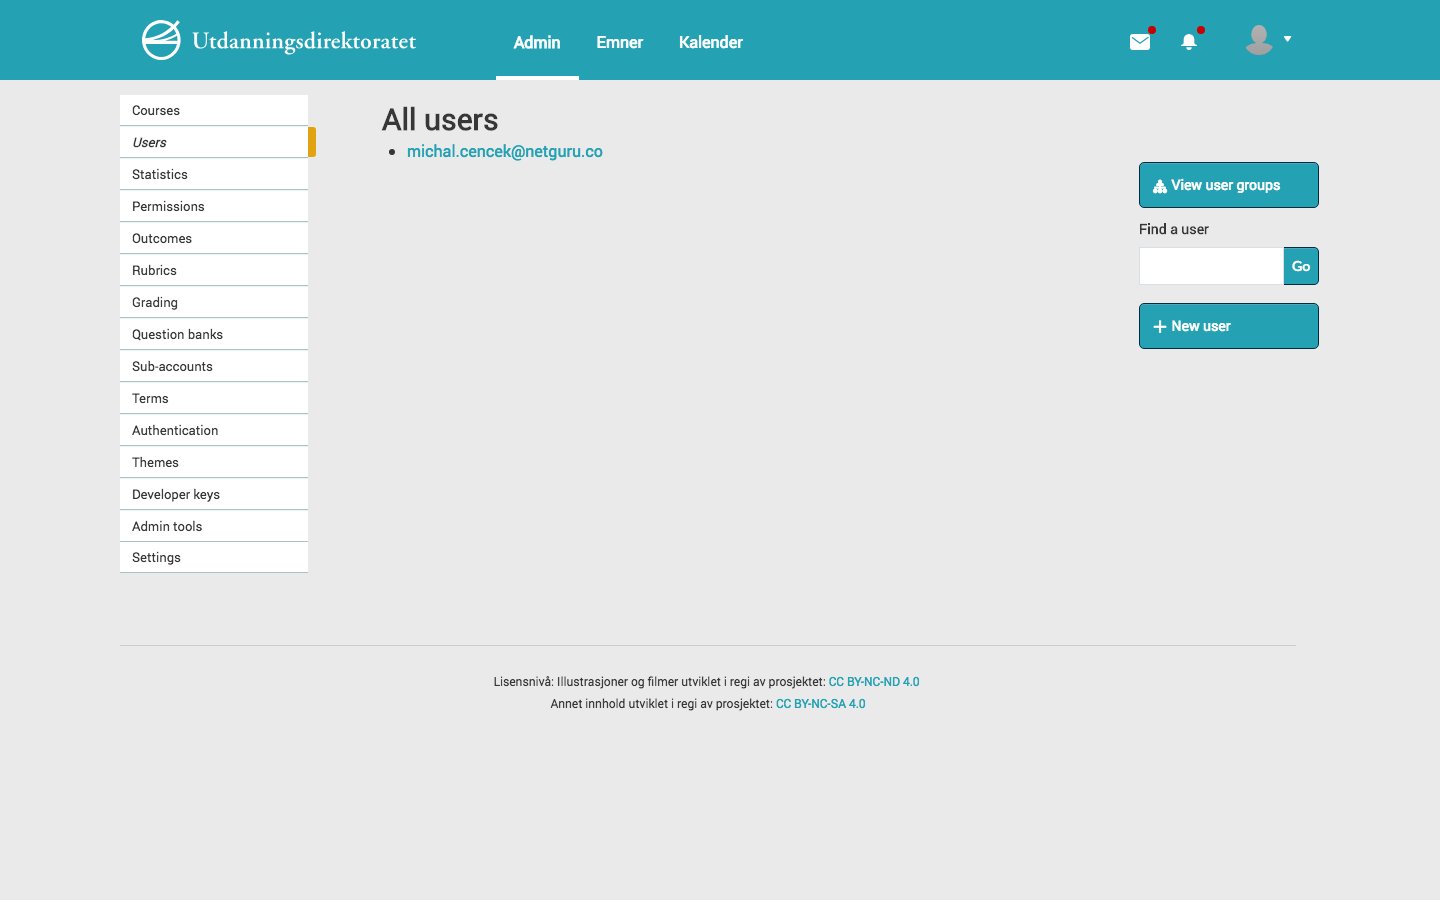 Utdanningsdirektoratet
Admin
Emner
Kalender
Courses
Users
Statistics
Permissions
Outcomes
Rubrics
Grading
Question banks
Sub-accounts
Terms
Authentication
Themes
Developer keys
Admin tools
Settings
All users
michal.cencek@netguru.co
View user groups
Find a user
Go
New user
Lisensnivå: Illustrasjoner og filmer utviklet i regi av prosjektet: CC BY-NC-ND 4.0
Annet innhold utviklet i regi av prosjektet: CC BY-NC-SA 4.0